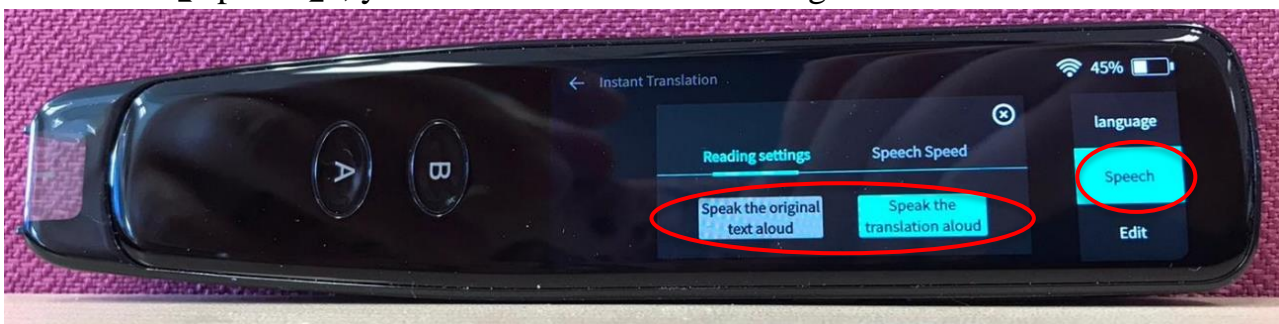 ← Instant Translation
45%
language
Reading settings Speech Speed
Speech
Speak the original
text aloud
Speak the
translation aloud
Edit
A
B